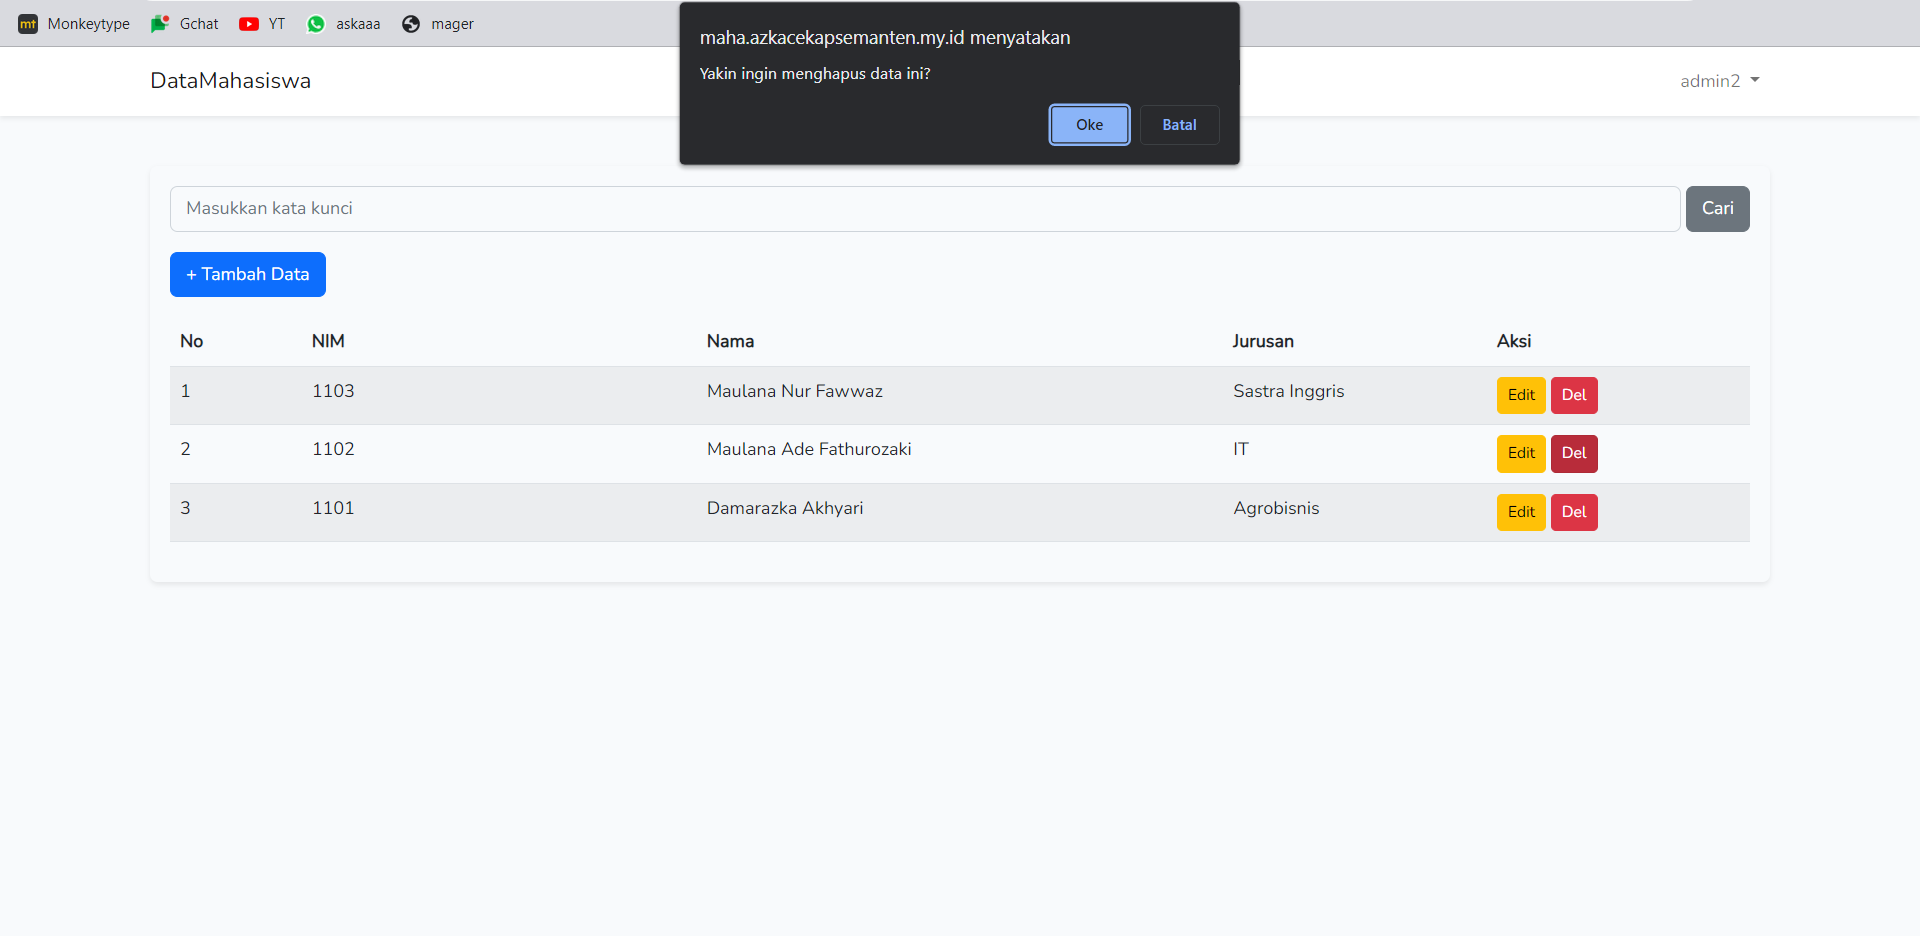 mt Monkeytype Gchat YT askaaa mager
maha.azkacekapsemanten.my.id menyatakan
Yakin ingin menghapus data ini?
Oke Batal
DataMahasiswa admin2
Masukkan kata kunci Cari
+ Tambah Data
No NIM Nama Jurusan Aksi
1 1103 Maulana Nur Fawwaz Sastra Inggris Edit Del
2 1102 Maulana Ade Fathurozaki IT Edit Del
3 1101 Damarazka Akhyari Agrobisnis Edit Del